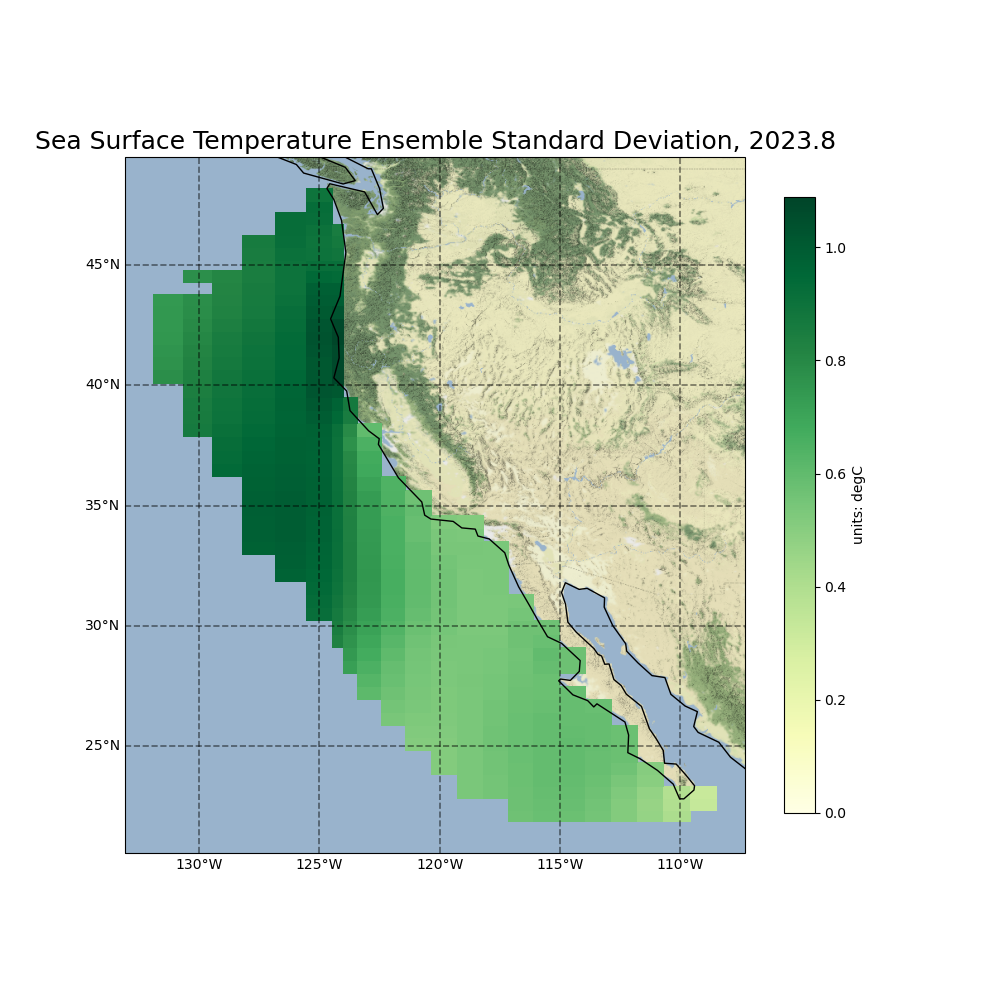 Sea Surface Temperature Ensemble Standard Deviation, 2023.8
45°N
40°N
35°N
30°N
25°N
130°W
125°W
120°W
115°W
110°W
1.0
0.8
0.6
0.4
0.2
0.0
units: degC